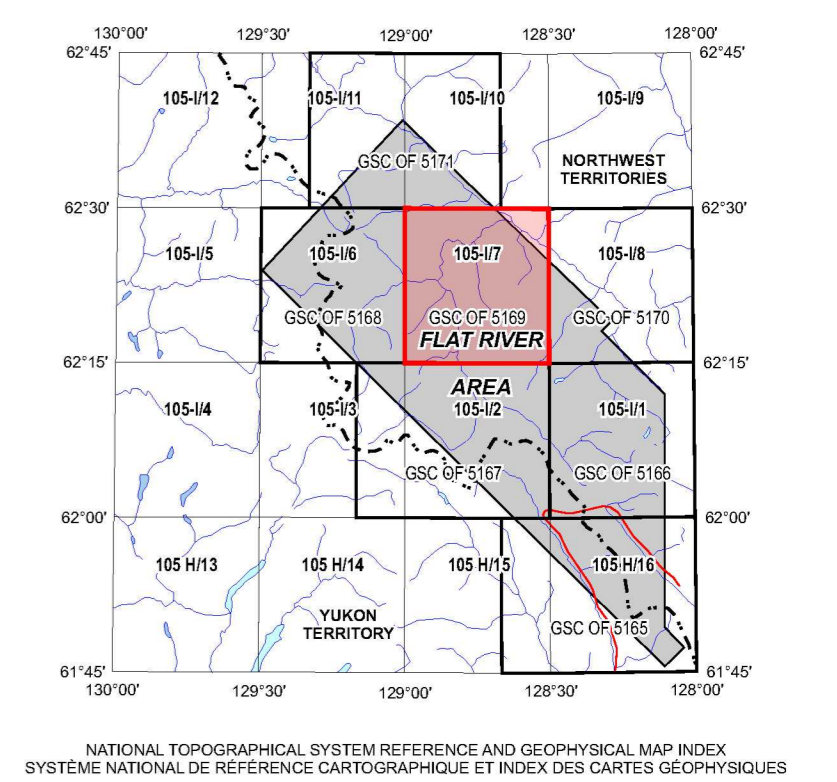 130°00' 129°30' 129°00' 128°30' 128°00'
62°45' 62°45'
105-I/12 105-I/11 105-I/10 105-I/9
GSC OF 5171
NORTHWEST
TERRITORIES
62°30' 62°30'
105-I/5 105-I/6 105-I/7 105-I/8
GSC OF 5168 GSC OF 5169 GSC OF 5170
FLAT RIVER
62°15' 62°15'
AREA
105-I/4 105-I/3 105-I/2 105-I/1
GSC OF 5167 GSC OF 5166
62°00' 62°00'
105 H/13 105 H/14 105 H/15 105 H/16
YUKON
TERRITORY
GSC OF 5165
61°45' 61°45'
130°00' 129°30' 129°00' 128°30' 128°00'
NATIONAL TOPOGRAPHICAL SYSTEM REFERENCE AND GEOPHYSICAL MAP INDEX
SYSTÈME NATIONAL DE RÉFÉRENCE CARTOGRAPHIQUE ET INDEX DES CARTES GÉOPHYSIQUES